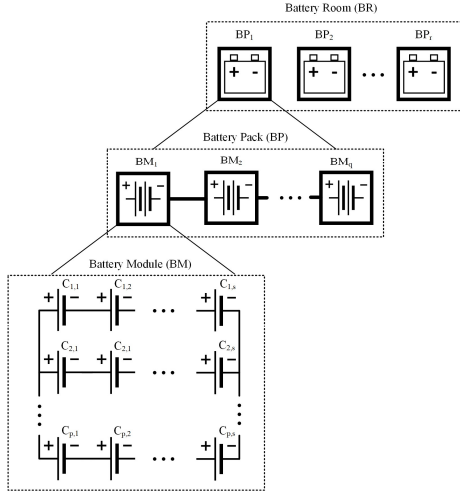 Battery Room (BR)
BP1 BP2 BPr
+ - + - • • • + -
Battery Pack (BP)
BM1 BM2 BMq
+ − + − • • • • + −
Battery Module (BM)
C1,1 C1,2 C1,s
+ − + − • • • + −
C2,1 C2,1 C2,s
+ − + − • • • + −
Cp,1 Cp,2 Cp,s
+ − + − • • • + −